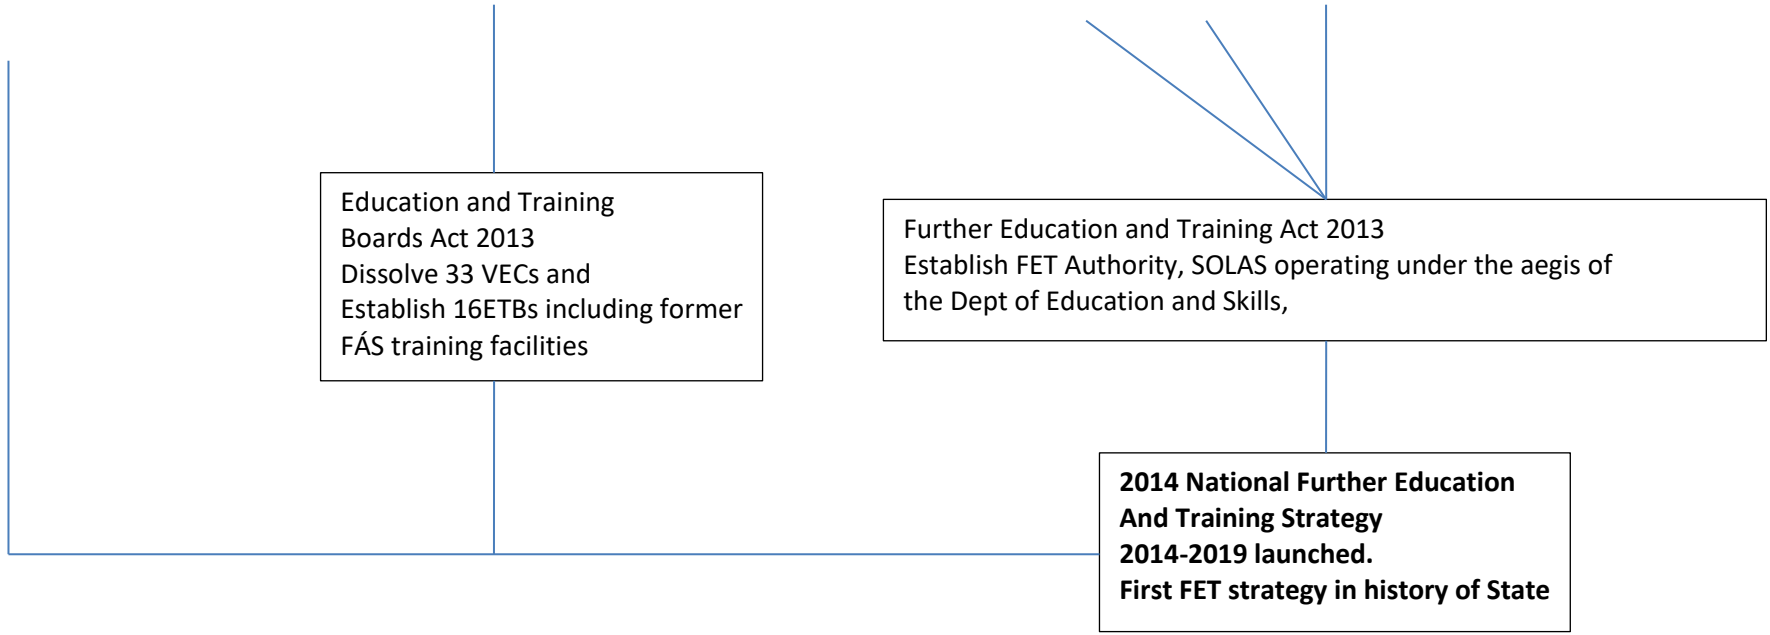 Education and Training
Boards Act 2013
Dissolve 33 VECs and
Establish 16ETBs including former
FÁS training facilities
Further Education and Training Act 2013
Establish FET Authority, SOLAS operating under the aegis of
the Dept of Education and Skills,
2014 National Further Education
And Training Strategy
2014-2019 launched.
First FET strategy in history of State